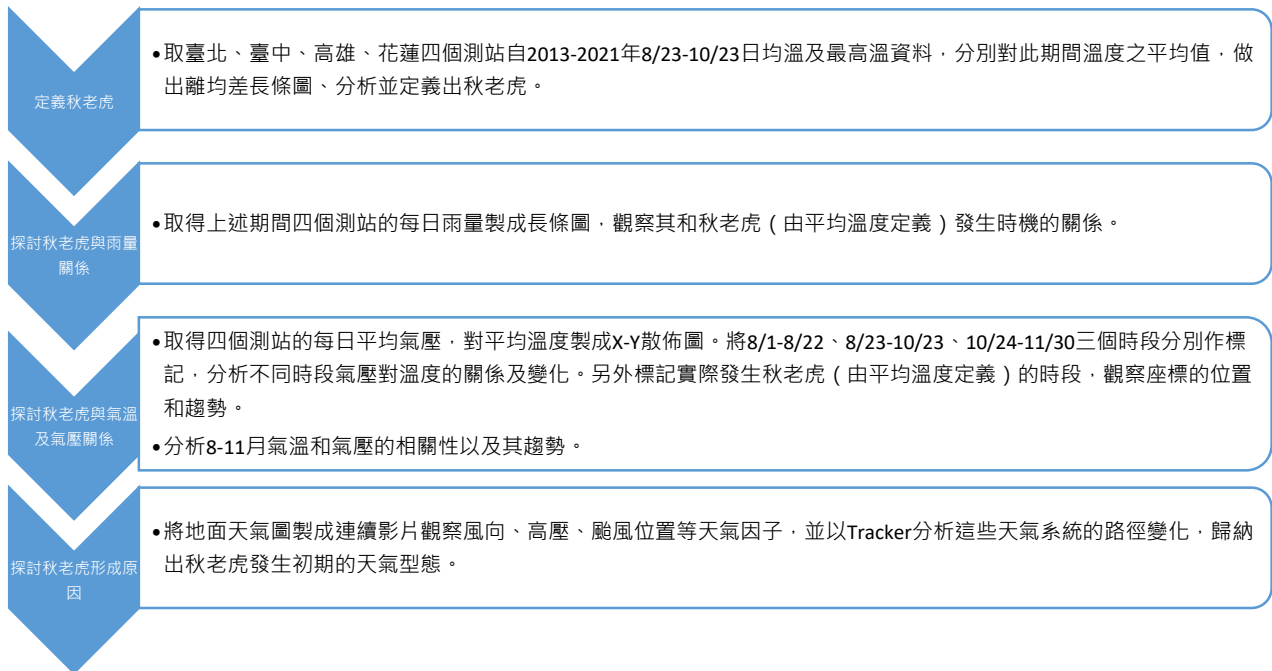 定義秋老虎
•取臺北、臺中、高雄、花蓮四個測站自2013-2021年8/23-10/23日均溫及最高溫資料，分別對此期間溫度之平均值，做
出離均差長條圖、分析並定義出秋老虎。
探討秋老虎與雨量
關係
•取得上述期間四個測站的每日雨量製成長條圖，觀察其和秋老虎（由平均溫度定義）發生時機的關係。
探討秋老虎與氣溫
及氣壓關係
•取得四個測站的每日平均氣壓，對平均溫度製成X-Y散佈圖。將8/1-8/22、8/23-10/23、10/24-11/30三個時段分別作標
記，分析不同時段氣壓對溫度的關係及變化。另外標記實際發生秋老虎（由平均溫度定義）的時段，觀察座標的位置
和趨勢。
•分析8-11月氣溫和氣壓的相關性以及其趨勢。
探討秋老虎形成原
因
•將地面天氣圖製成連續影片觀察風向、高壓、颱風位置等天氣因子，並以Tracker分析這些天氣系統的路徑變化，歸納
出秋老虎發生初期的天氣型態。